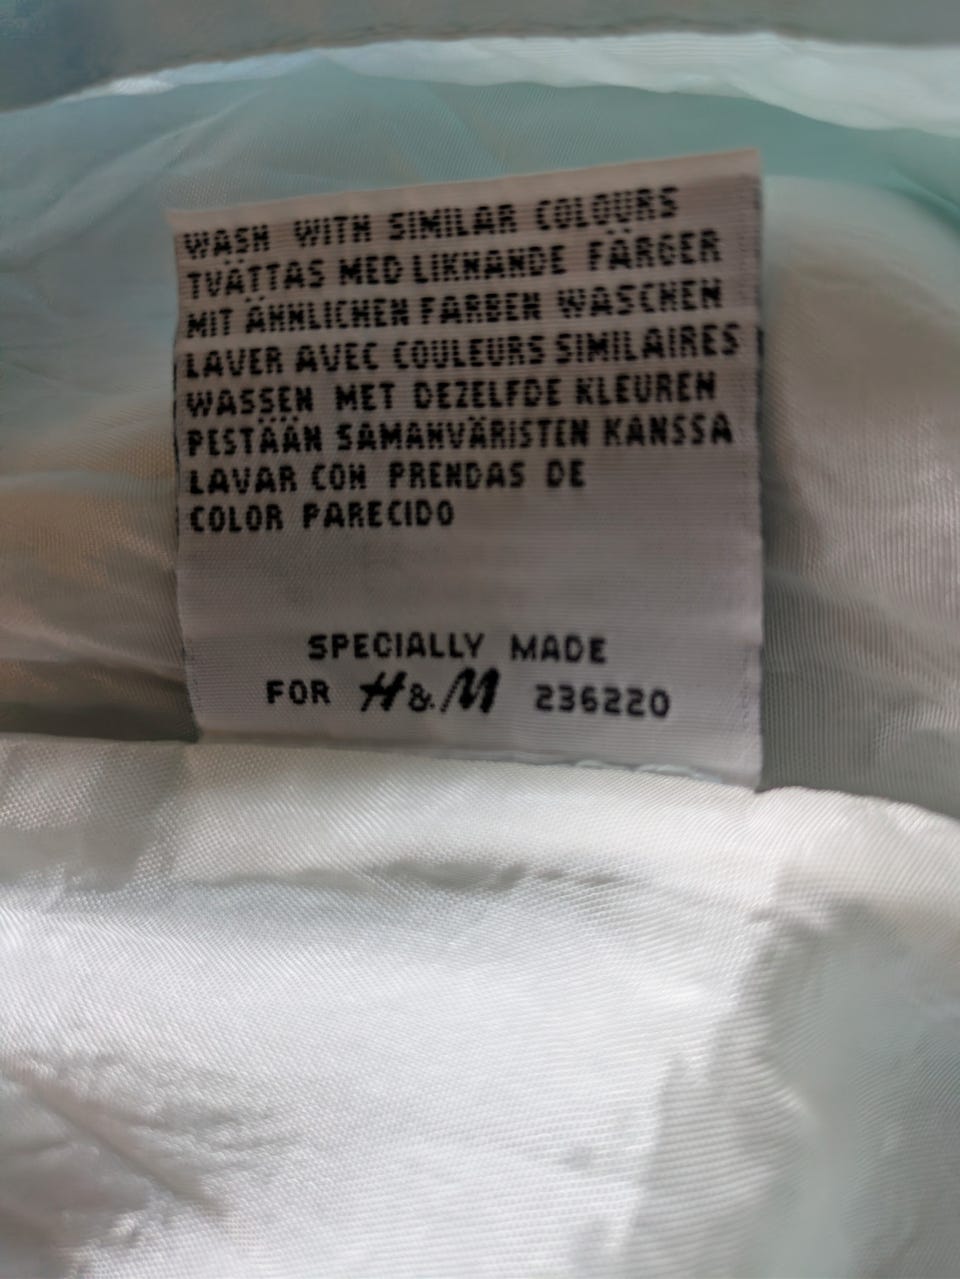 WASH WITH SIMILAR COLOURS
TVÄTTAS MED LIKNANDE FÄRGER
MIT ÄHNLICHEN FARBEN WASCHEN
LAVER AVEC COULEURS SIMILAIRES
WASSEN MET DEZELFDE KLEUREN
PESTÄÄN SAMANVÄRISTEN KANSSA
LAVAR CON PRENDAS DE
COLOR PARECIDO
SPECIALLY MADE
FOR H&M 236220